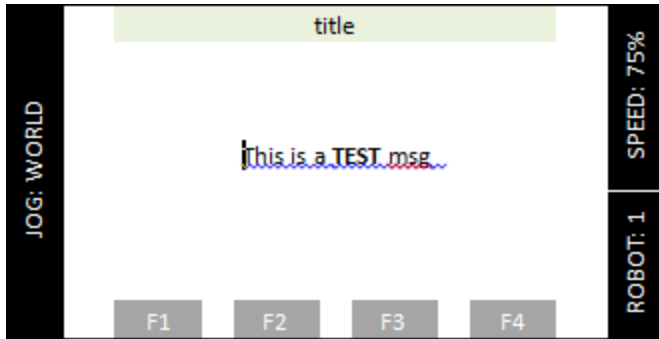 title
JOG: WORLD
SPEED: 75%
This is a TEST msg
ROBOT: 1
F1 F2 F3 F4